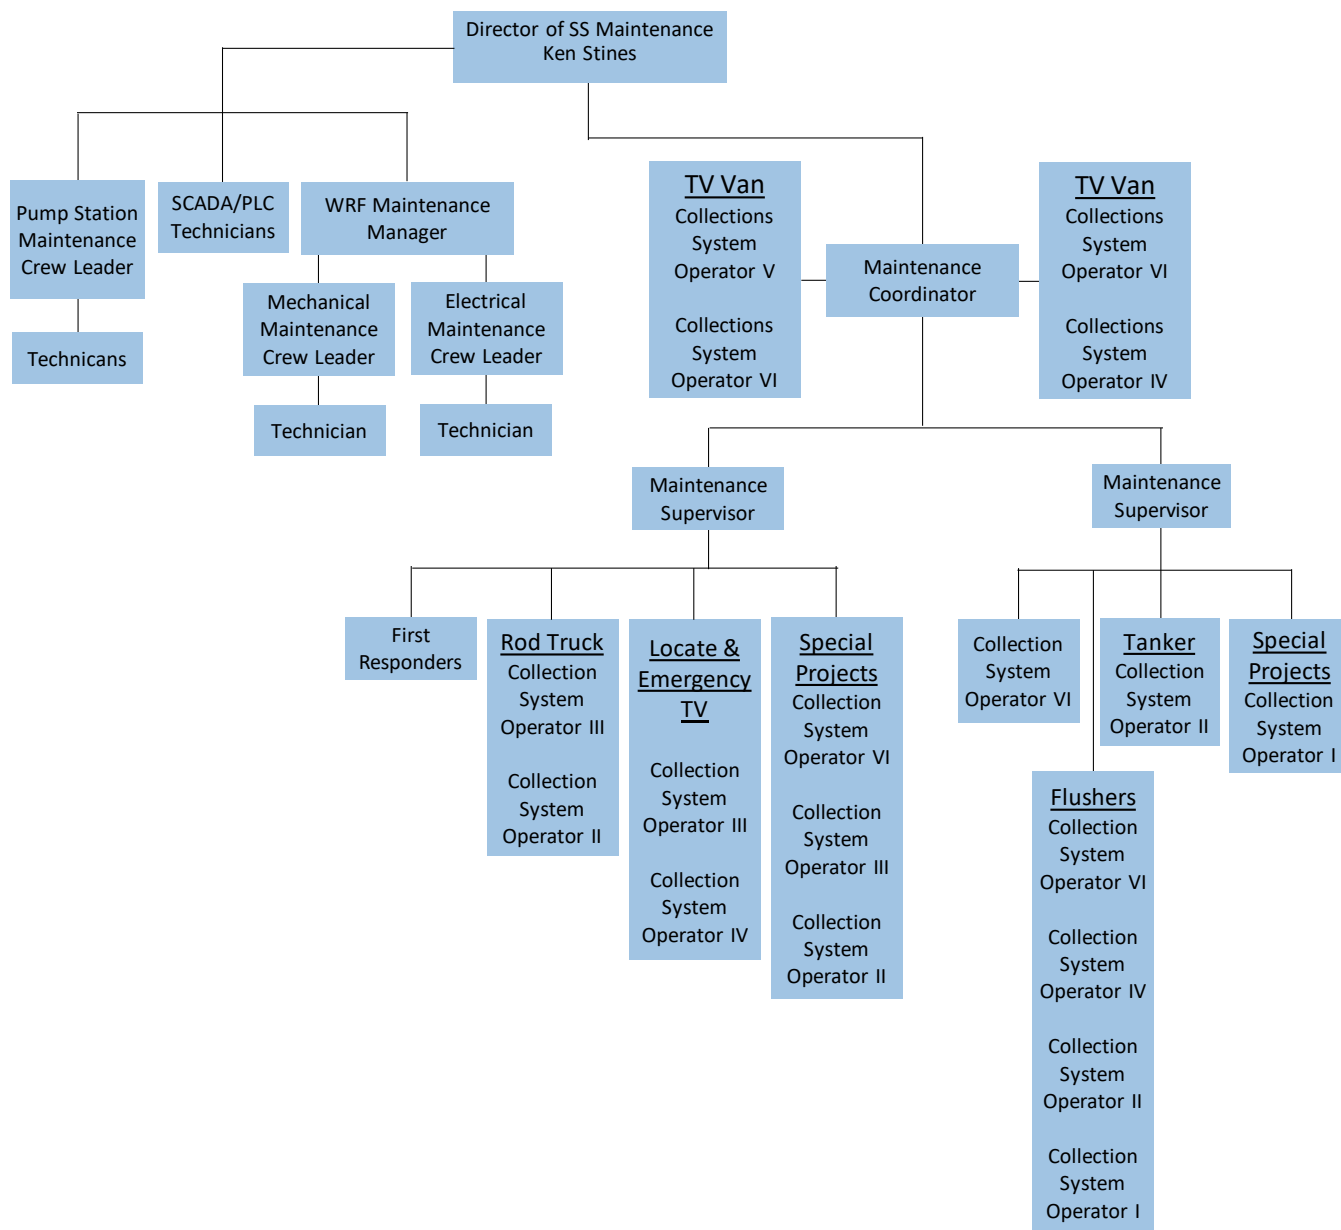 Director of SS Maintenance
Ken Stines
Pump Station
Maintenance
Crew Leader
SCADA/PLC
Technicians
WRF Maintenance
Manager
TV Van
Collections
System
Operator V
Collections
System
Operator VI
Maintenance
Coordinator
TV Van
Collections
System
Operator VI
Collections
System
Operator IV
Technicans
Mechanical
Maintenance
Crew Leader
Electrical
Maintenance
Crew Leader
Technician
Technician
Maintenance
Supervisor
Maintenance
Supervisor
First
Responders
Rod Truck
Collection
System
Operator III
Collection
System
Operator II
Locate &
Emergency
TV
Collection
System
Operator III
Collection
System
Operator IV
Special
Projects
Collection
System
Operator VI
Collection
System
Operator III
Collection
System
Operator II
Collection
System
Operator VI
Flushers
Collection
System
Operator VI
Collection
System
Operator IV
Collection
System
Operator II
Collection
System
Operator I
Tanker
Collection
System
Operator II
Special
Projects
Collection
System
Operator I